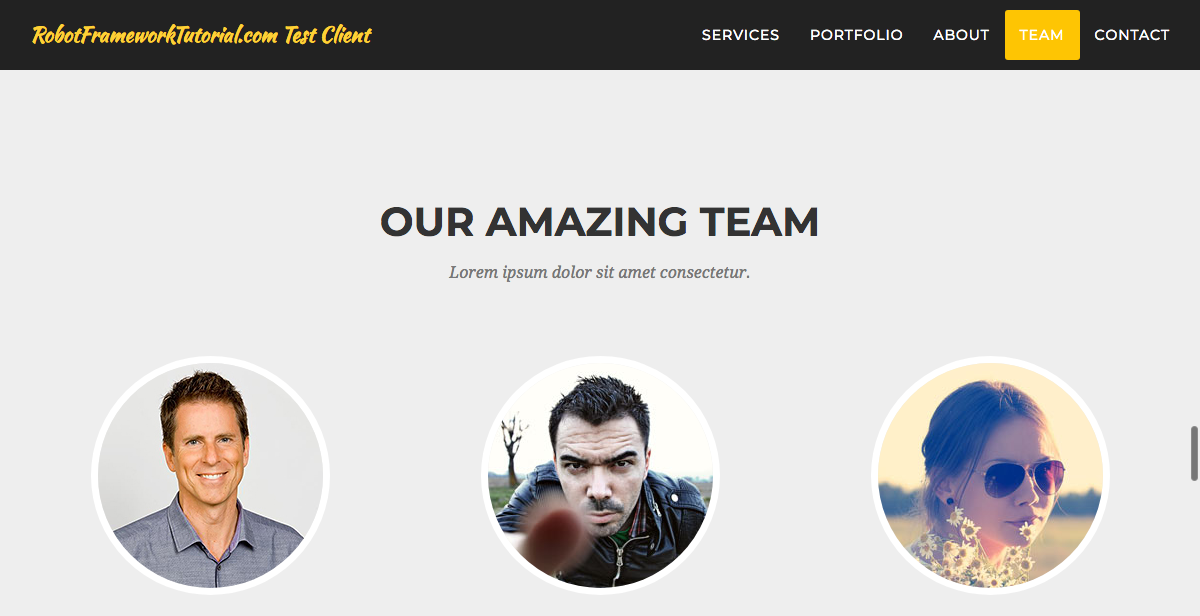 RobotFrameworkTutorial.com Test Client
SERVICES PORTFOLIO ABOUT TEAM CONTACT
OUR AMAZING TEAM
Lorem ipsum dolor sit amet consectetur.